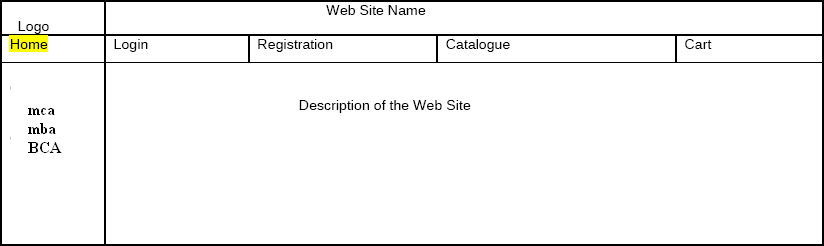 Web Site Name
Logo
Home Login Registration Catalogue Cart
Description of the Web Site
mca
mba
BCA